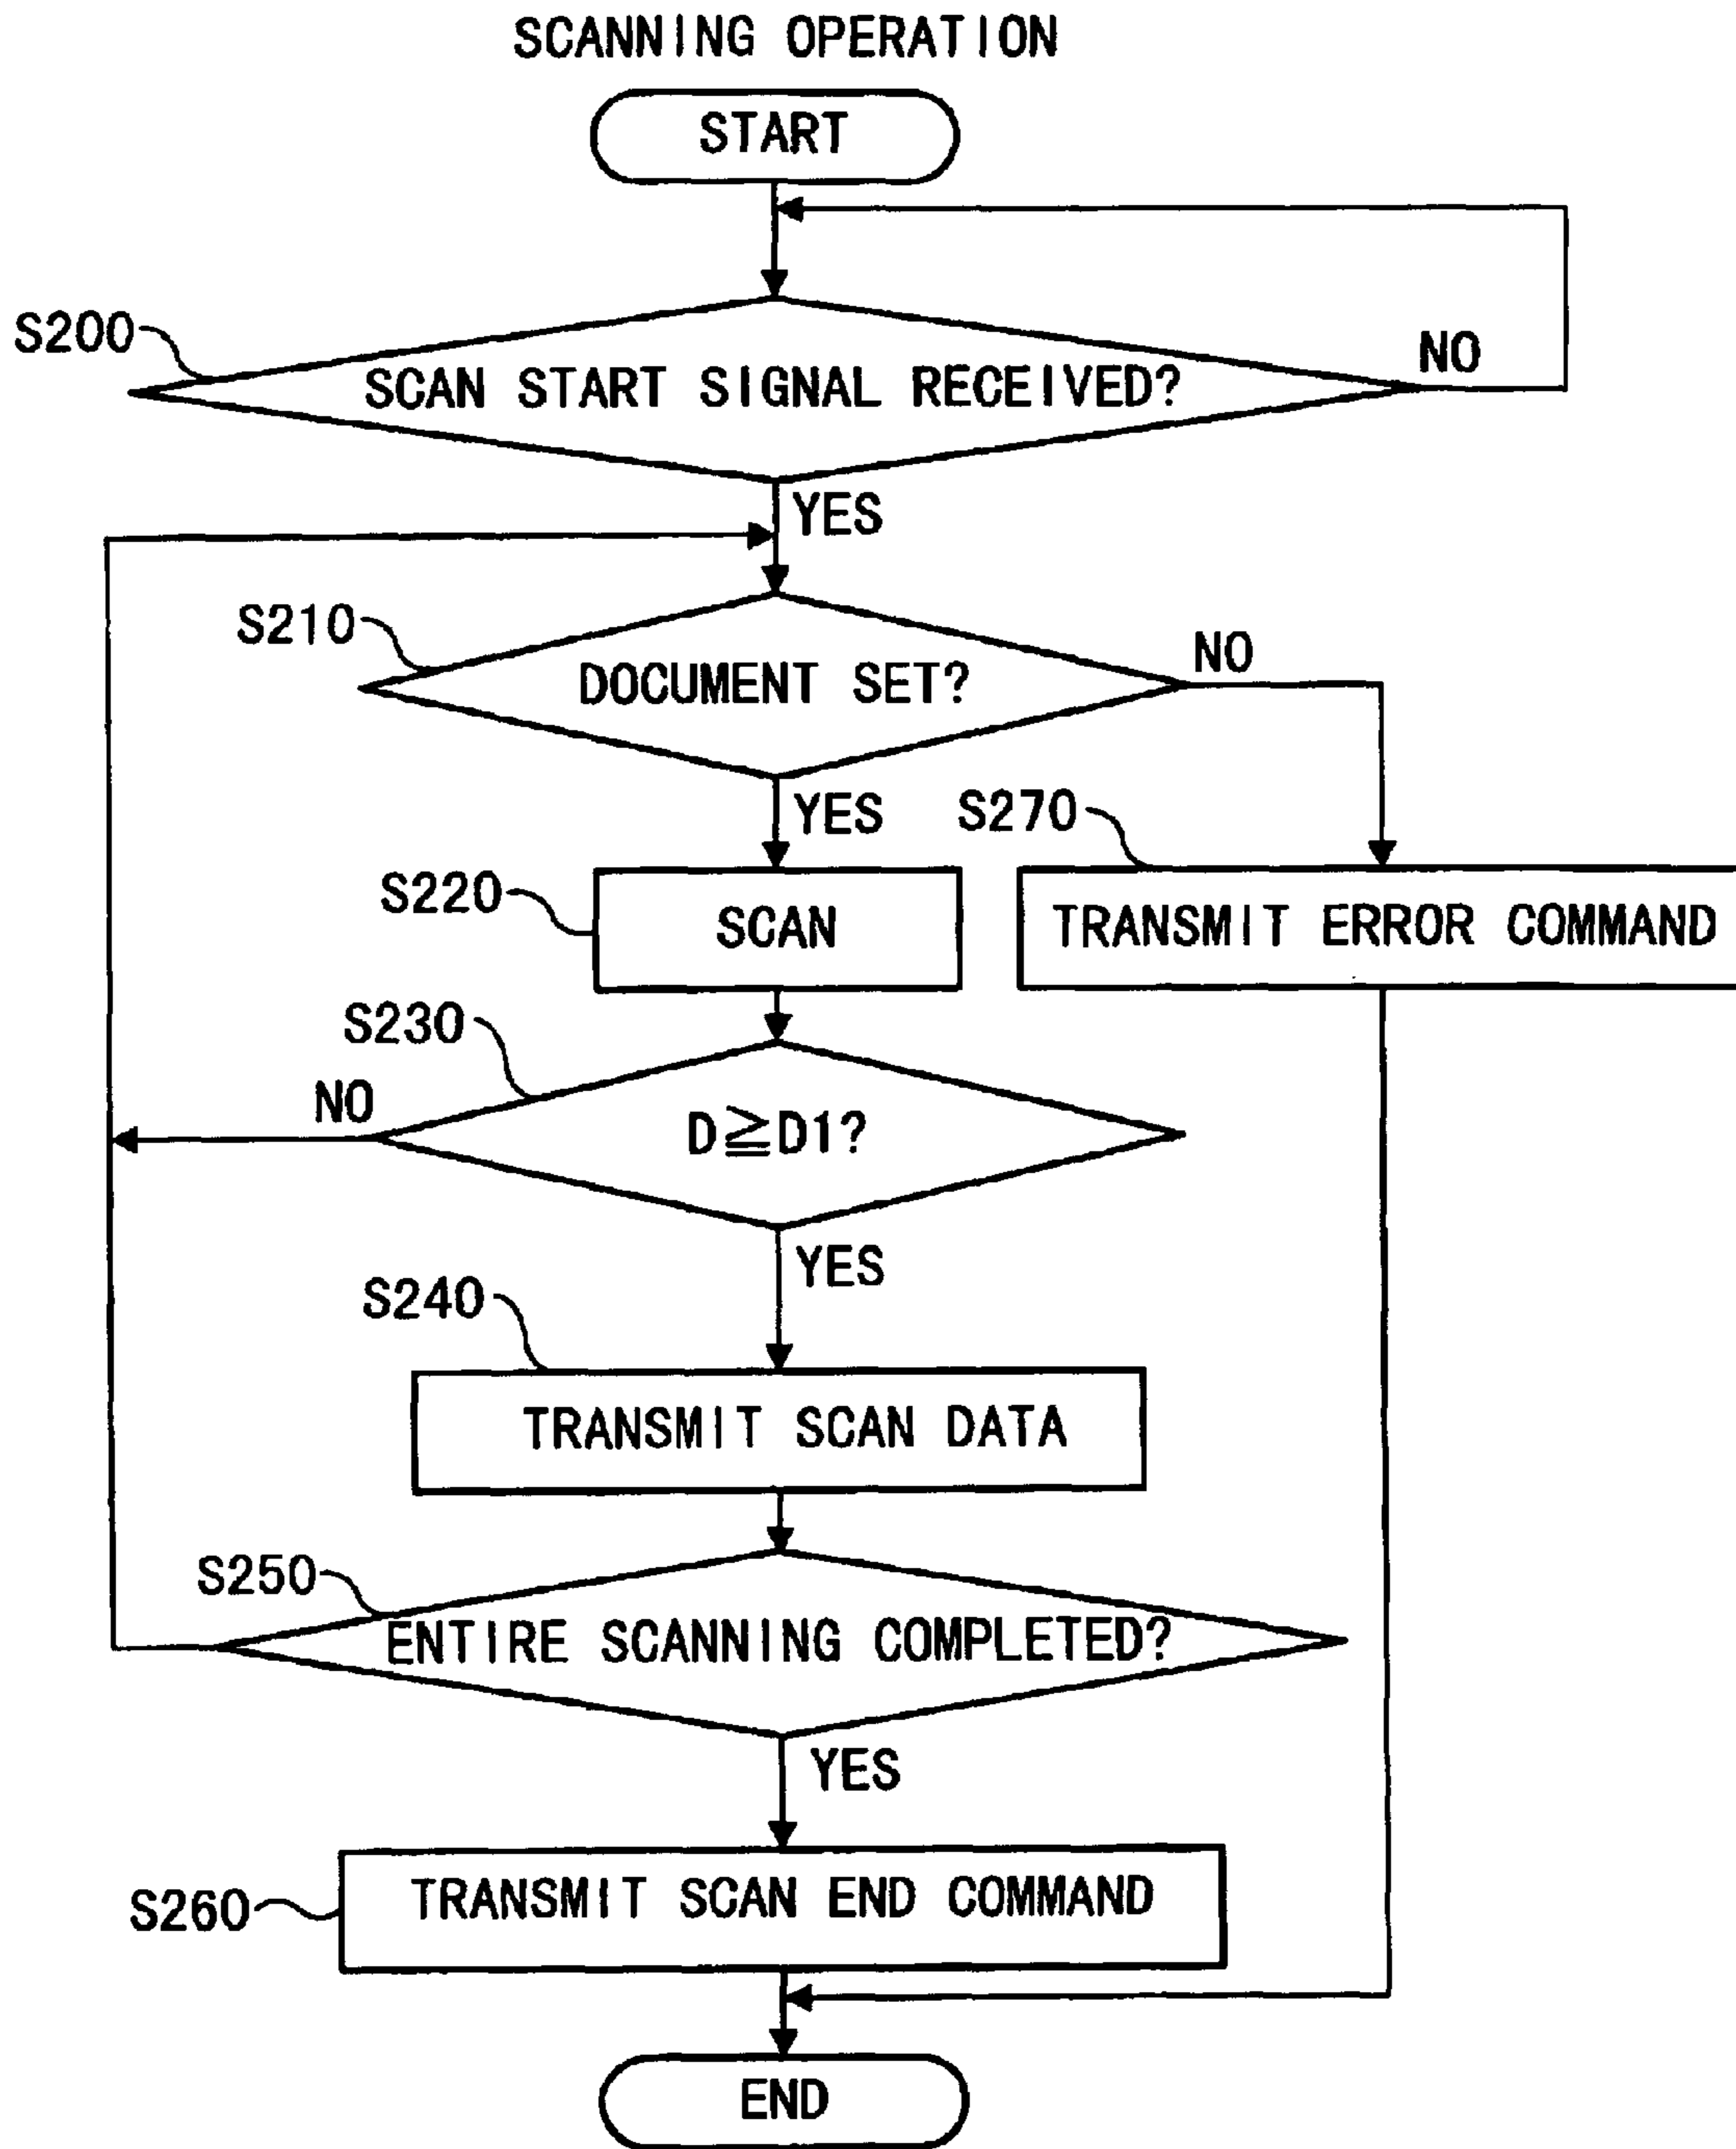 SCANNING OPERATION
START
S200
SCAN START SIGNAL RECEIVED?
NO
YES
S210
DOCUMENT SET?
NO
YES
S270
S220
SCAN
TRANSMIT ERROR COMMAND
S230
NO
D≧D1?
YES
S240
TRANSMIT SCAN DATA
S250
ENTIRE SCANNING COMPLETED?
YES
S260
TRANSMIT SCAN END COMMAND
END